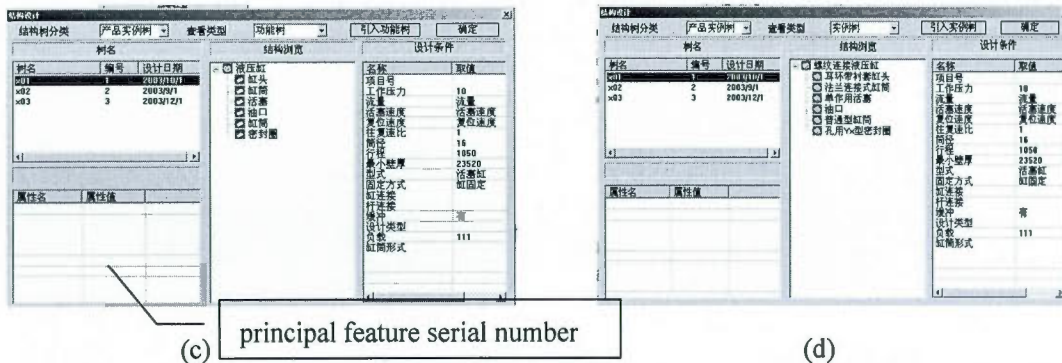 结构设计
结构树分类 产品实例树 查看类型 功能树 引入功能树 确定
树名 结构浏览 设计条件
树名 编号 设计日期
x01 1 2003/10/1
x02 2 2003/9/1
x03 3 2003/12/1
属性名 属性值
液压缸
缸头
缸筒
活塞
油口
缸筒
密封圈
名称 取值
项目号
工作压力 10
流量 流量
活塞速度 活塞速度
复位速度 复位速度
往复速比 1
筒径 16
行程 1050
最小壁厚 23520
型式 活塞缸
固定方式 缸固定
缸连接
杆连接
缓冲 有
设计类型
负载 111
缸筒形式
principal feature serial number
(c)
结构设计
结构树分类 产品实例树 查看类型 实例树 引入实例树 确定
树名 结构浏览 设计条件
树名 编号 设计日期
x01 1 2003/10/1
x02 2 2003/9/1
x03 3 2003/12/1
属性名 属性值
螺纹连接液压缸
耳环带衬套缸头
法兰连接式缸筒
单作用活塞
油口
普通型缸筒
孔用Yx型密封圈
名称 取值
项目号
工作压力 10
流量 流量
活塞速度 活塞速度
复位速度 复位速度
往复速比 1
筒径 16
行程 1050
最小壁厚 23520
型式 活塞缸
固定方式 缸固定
缸连接
杆连接
缓冲 有
设计类型
负载 111
缸筒形式
(d)